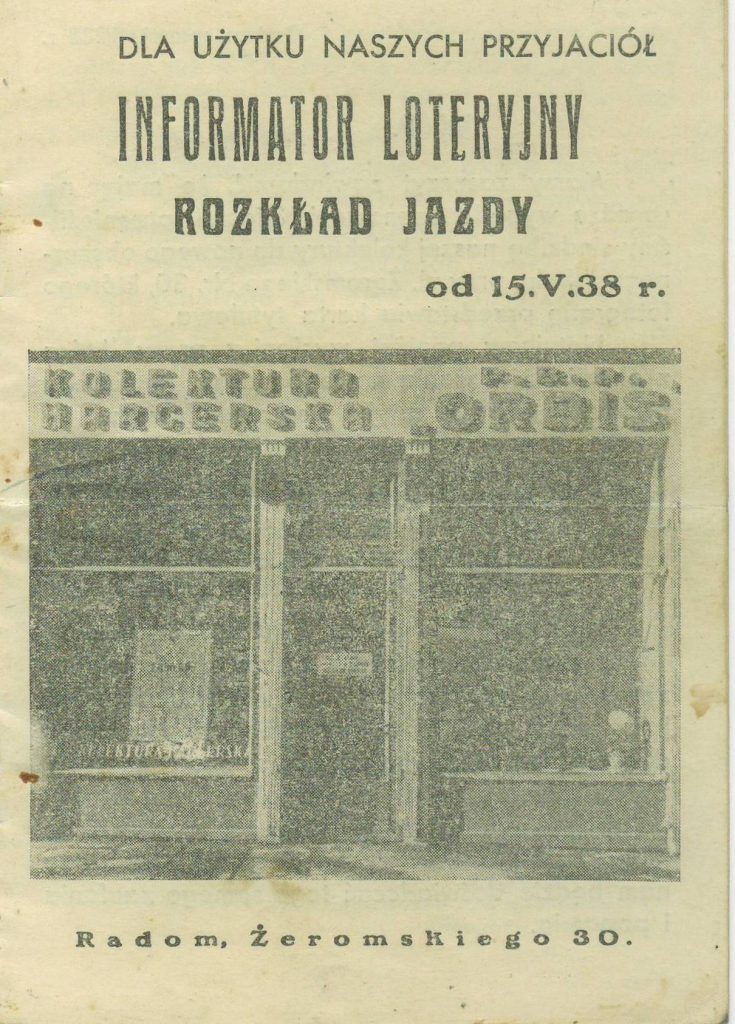 DLA UŻYTKU NASZYCH PRZYJACIÓŁ
INFORMATOR LOTERYJNY
ROZKŁAD JAZDY
od 15.V.38 r.
KOLEKTURA
HARCERSKA
ORBIS
Radom, Żeromskiego 30.